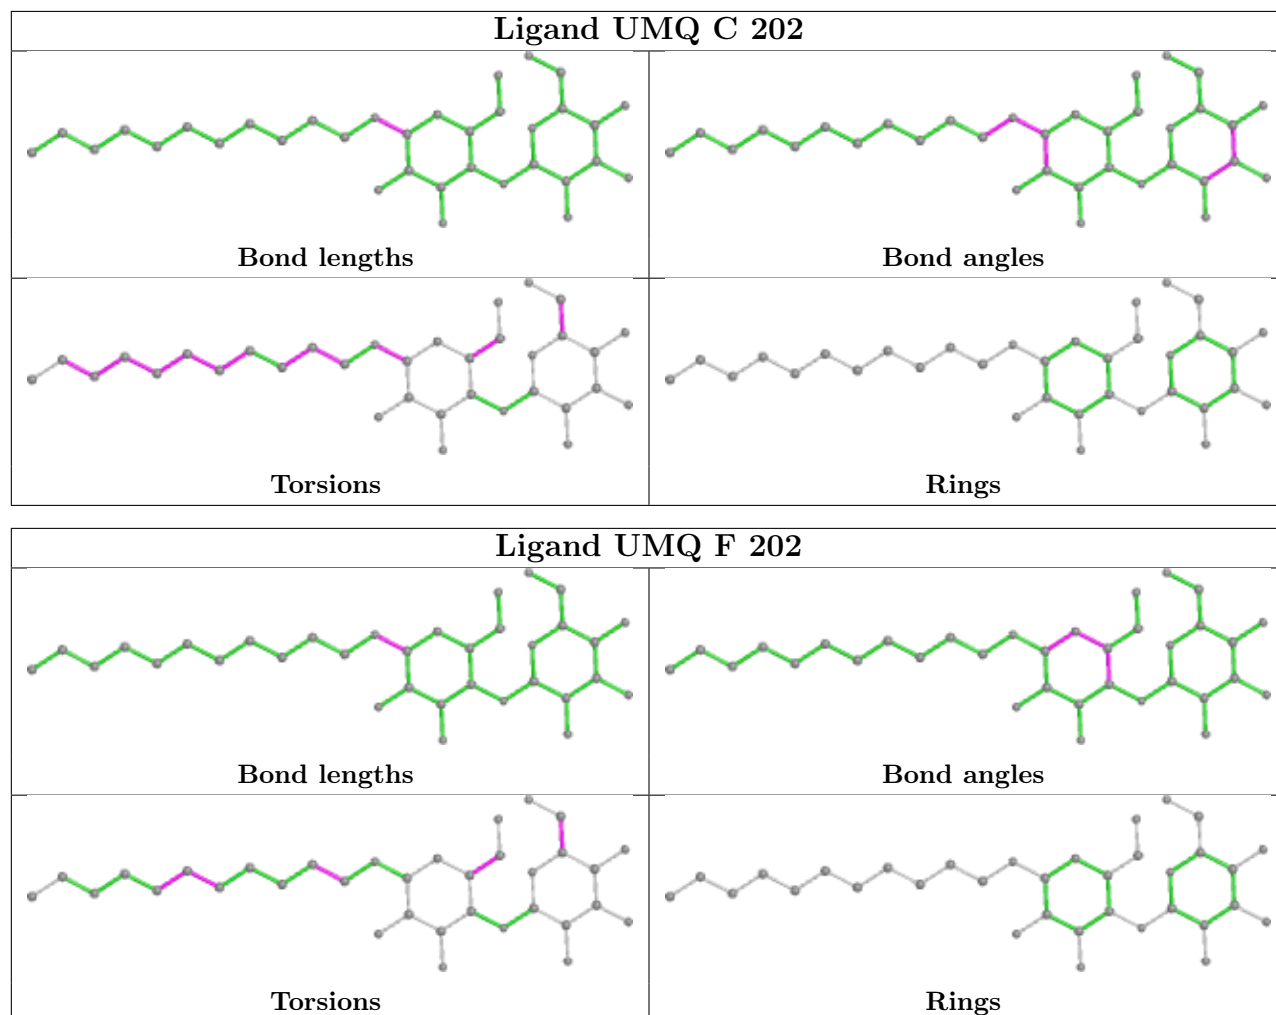 Ligand UMQ C 202
Bond lengths
Bond angles
Torsions
Rings
Ligand UMQ F 202
Bond lengths
Bond angles
Torsions
Rings